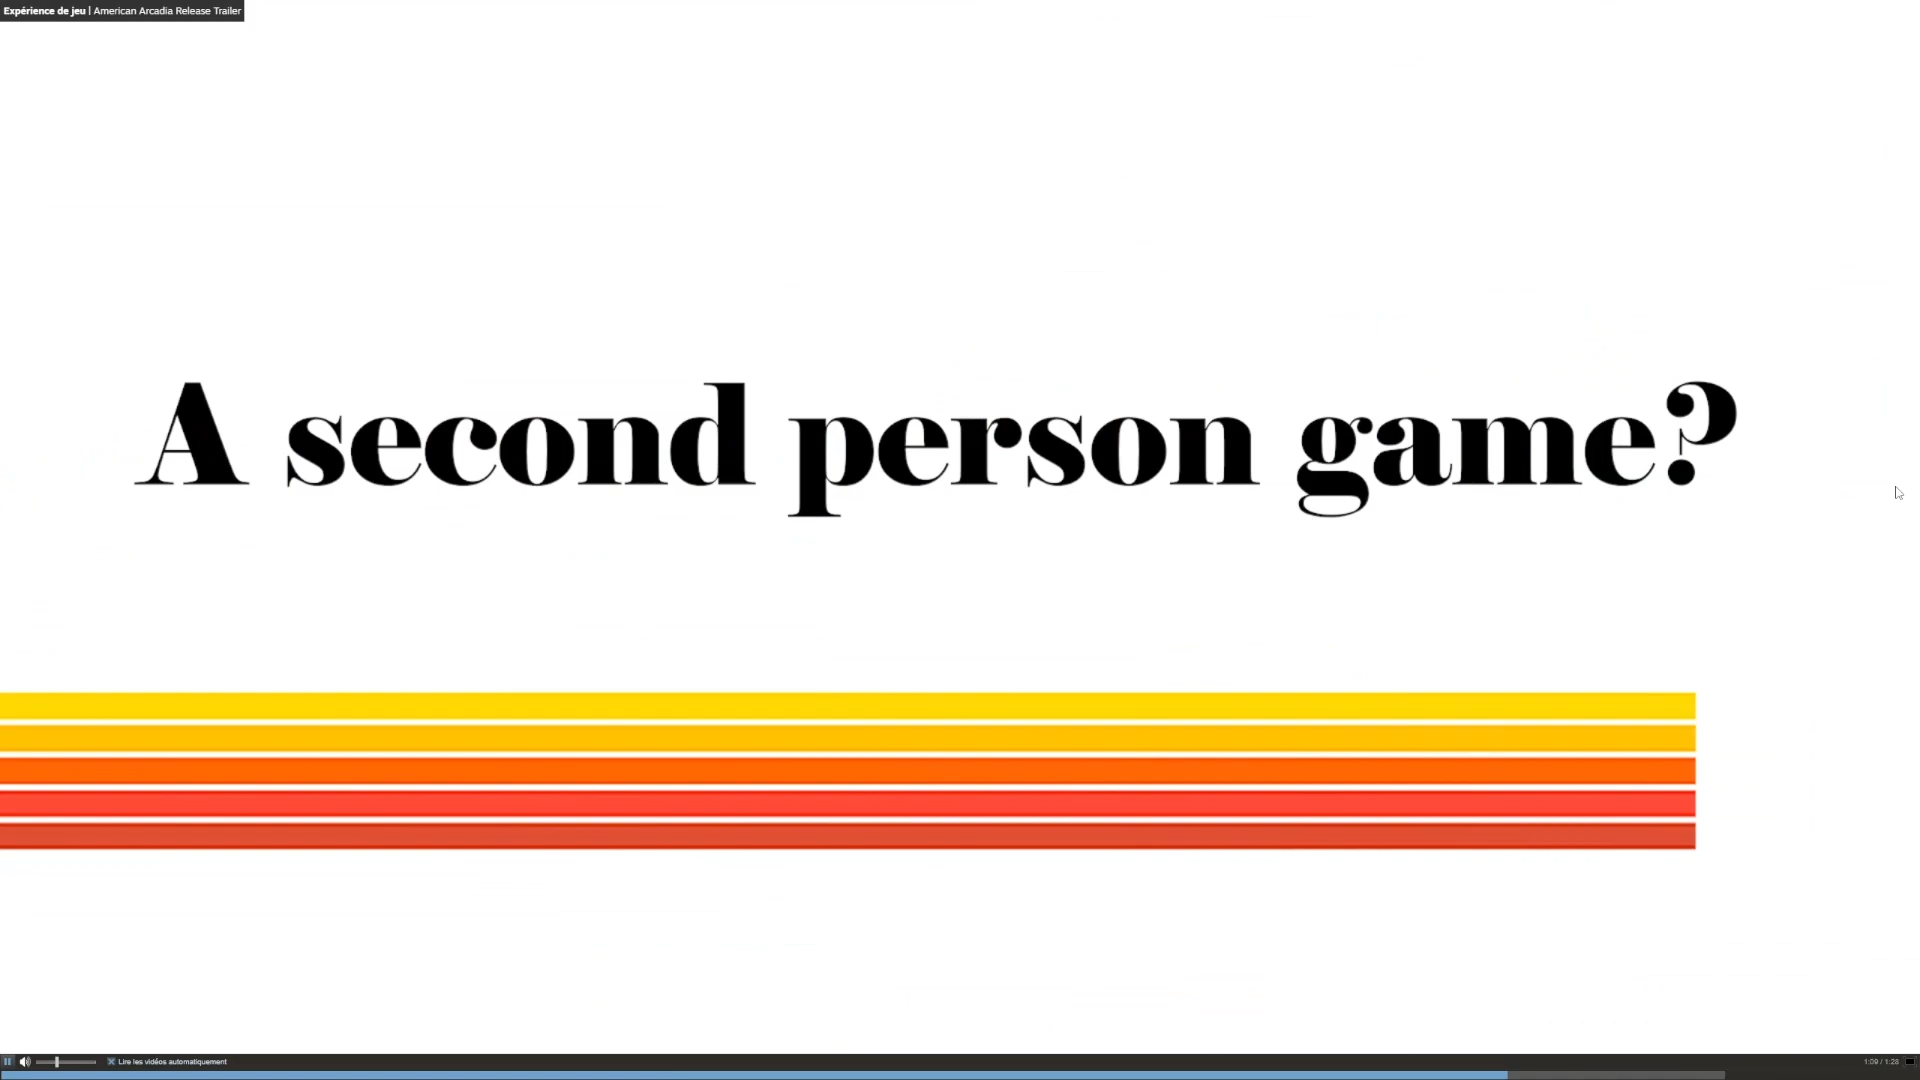 Expérience de jeu | American Arcadia Release Trailer
A second person game?
Lire les vidéos automatiquement
1:09 / 1:28